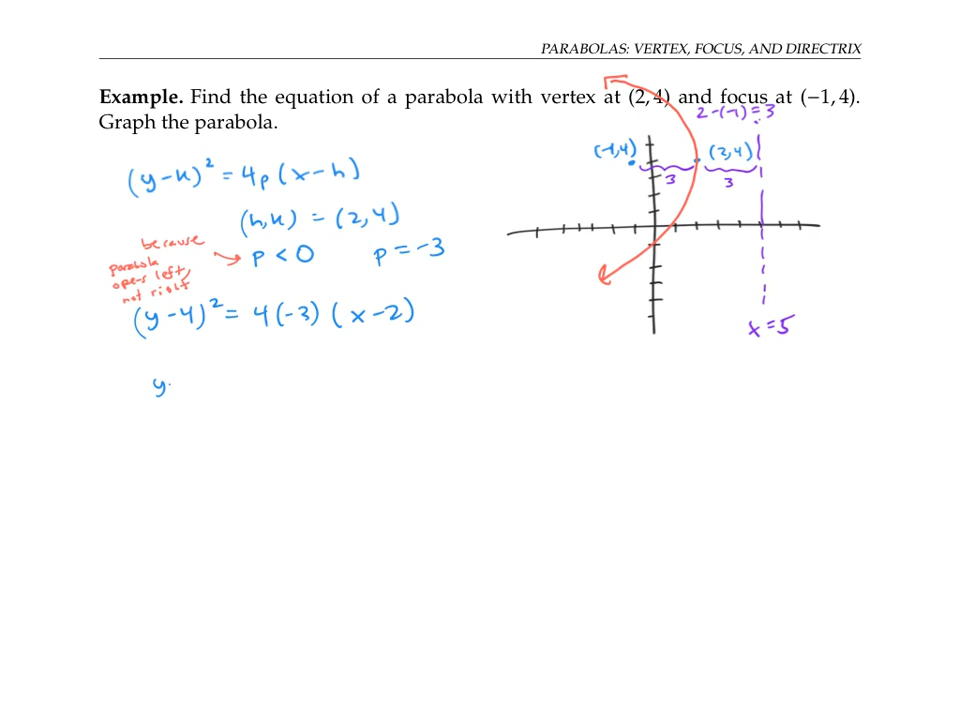 PARABOLAS: VERTEX, FOCUS, AND DIRECTRIX
Example. Find the equation of a parabola with vertex at (2, 4) and focus at (−1, 4).
Graph the parabola.
2-(-1) = 3
(-1,4)
(2,4)
3
3
(y-k)² = 4p(x-h)
(h,k) = (2,4)
because
parabola
opens left,
not right
p < 0 p = -3
(y-4)² = 4(-3)(x-2)
x = 5
y